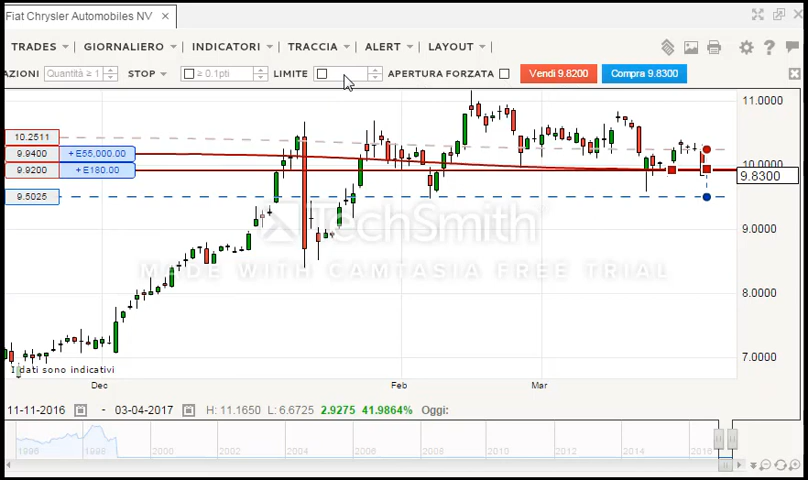 Fiat Chrysler Automobiles NV ×
TRADES GIORNALIERO INDICATORI TRACCIA ALERT LAYOUT
AZIONI Quantità ≥ 1 STOP ≥ 0.1pti LIMITE APERTURA FORZATA Vendi 9.8200 Compra 9.8300
11.0000
10.2511
9.9400 + E55,000.00
10.0000
9.9200 + E180.00
9.8300
9.5025
TechSmith
9.0000
MADE WITH CAMTASIA FREE TRIAL
8.0000
7.0000
I dati sono indicativi
Dec Feb Mar
11-11-2016 - 03-04-2017 H: 11.1650 L: 6.6725 2.9275 41.9864% Oggi:
1996 1998 2000 2002 2004 2006 2008 2010 2012 2014 2016